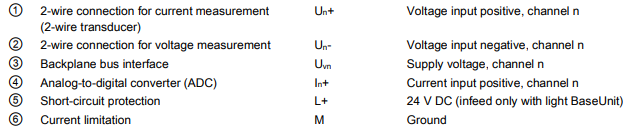 ① 2-wire connection for current measurement Un+ Voltage input positive, channel n
(2-wire transducer)
② 2-wire connection for voltage measurement Un- Voltage input negative, channel n
③ Backplane bus interface Uvn Supply voltage, channel n
④ Analog-to-digital converter (ADC) In+ Current input positive, channel n
⑤ Short-circuit protection L+ 24 V DC (infeed only with light BaseUnit)
⑥ Current limitation M Ground